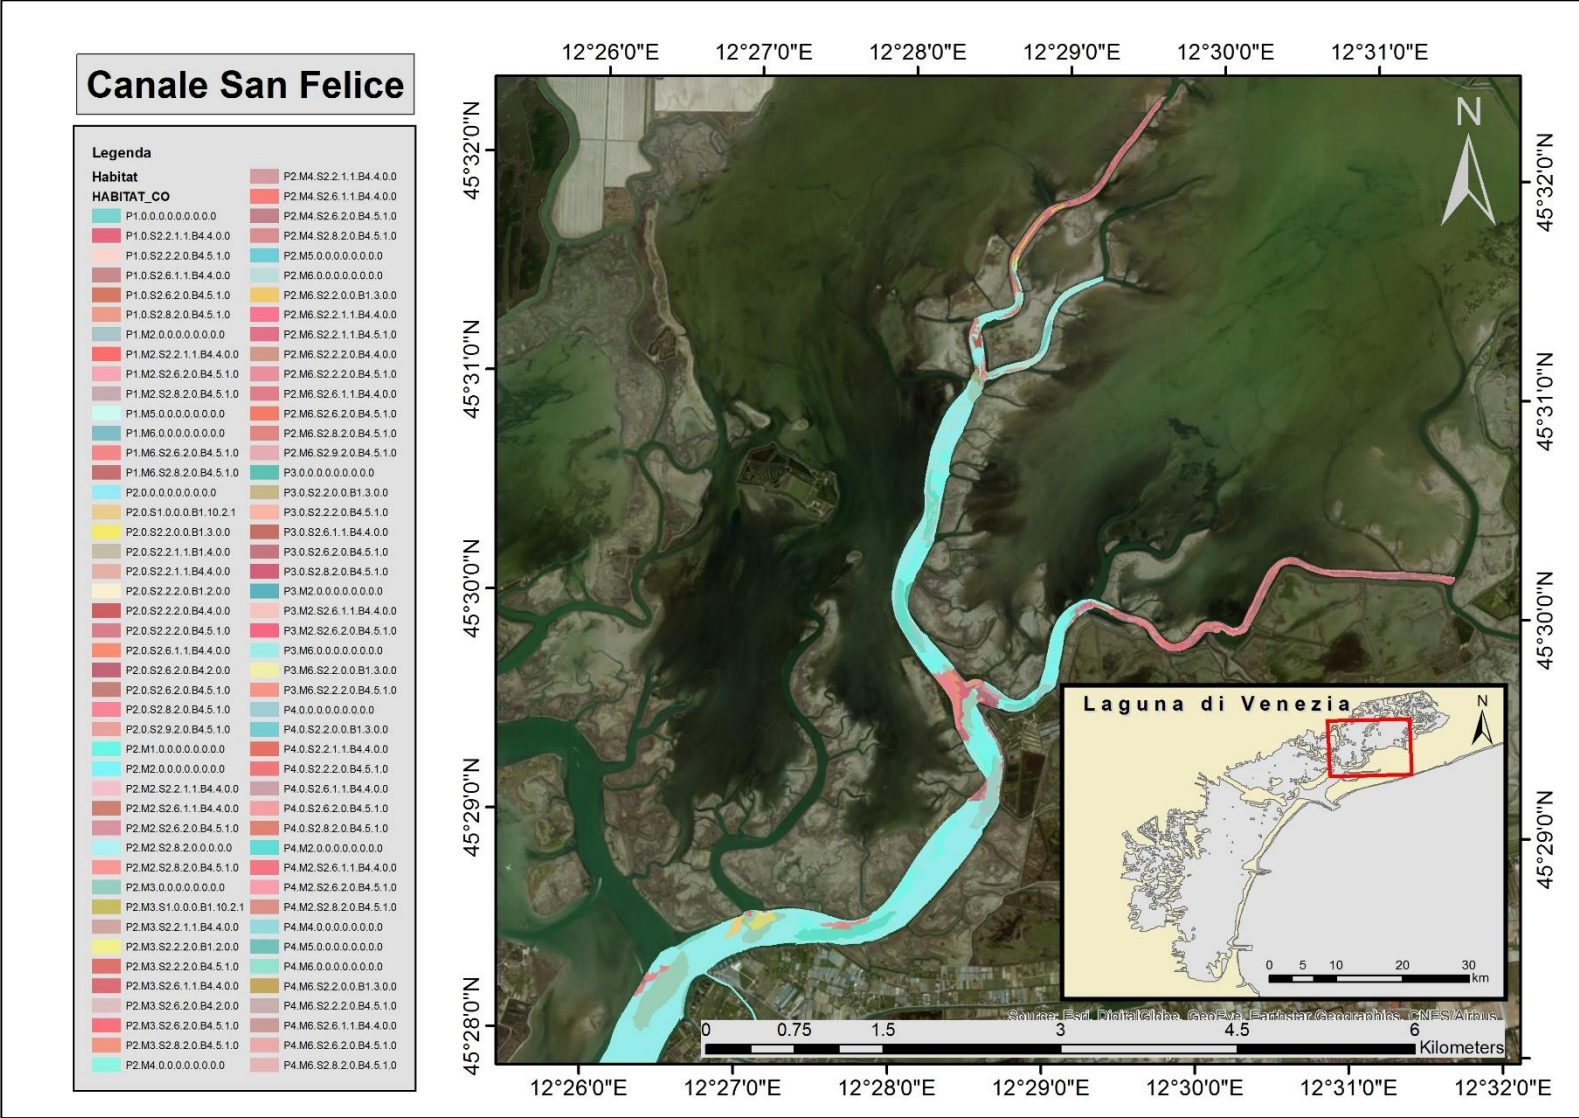 Canale San Felice
Legenda
Habitat
HABITAT_CO
P1.0.0.0.0.0.0.0.0.0
P1.0.S2.2.1.1.B4.4.0.0
P1.0.S2.2.2.0.B4.5.1.0
P1.0.S2.6.1.1.B4.4.0.0
P1.0.S2.6.2.0.B4.5.1.0
P1.0.S2.8.2.0.B4.5.1.0
P1.M2.0.0.0.0.0.0.0.0
P1.M2.S2.2.1.1.B4.4.0.0
P1.M2.S2.6.2.0.B4.5.1.0
P1.M2.S2.8.2.0.B4.5.1.0
P1.M5.0.0.0.0.0.0.0.0
P1.M6.0.0.0.0.0.0.0.0
P1.M6.S2.6.2.0.B4.5.1.0
P1.M6.S2.8.2.0.B4.5.1.0
P2.0.0.0.0.0.0.0.0.0
P2.0.S1.0.0.0.B1.10.2.1
P2.0.S2.2.0.0.B1.3.0.0
P2.0.S2.2.1.1.B1.4.0.0
P2.0.S2.2.1.1.B4.4.0.0
P2.0.S2.2.2.0.B1.2.0.0
P2.0.S2.2.2.0.B4.4.0.0
P2.0.S2.2.2.0.B4.5.1.0
P2.0.S2.6.1.1.B4.4.0.0
P2.0.S2.6.2.0.B4.2.0.0
P2.0.S2.6.2.0.B4.5.1.0
P2.0.S2.8.2.0.B4.5.1.0
P2.0.S2.9.2.0.B4.5.1.0
P2.M1.0.0.0.0.0.0.0.0
P2.M2.0.0.0.0.0.0.0.0
P2.M2.S2.2.1.1.B4.4.0.0
P2.M2.S2.6.1.1.B4.4.0.0
P2.M2.S2.6.2.0.B4.5.1.0
P2.M2.S2.8.2.0.0.0.0.0
P2.M2.S2.8.2.0.B4.5.1.0
P2.M3.0.0.0.0.0.0.0.0
P2.M3.S1.0.0.0.B1.10.2.1
P2.M3.S2.2.1.1.B4.4.0.0
P2.M3.S2.2.2.0.B1.2.0.0
P2.M3.S2.2.2.0.B4.5.1.0
P2.M3.S2.6.1.1.B4.4.0.0
P2.M3.S2.6.2.0.B4.2.0.0
P2.M3.S2.6.2.0.B4.5.1.0
P2.M3.S2.8.2.0.B4.5.1.0
P2.M4.0.0.0.0.0.0.0.0
P2.M4.S2.2.1.1.B4.4.0.0
P2.M4.S2.6.1.1.B4.4.0.0
P2.M4.S2.6.2.0.B4.5.1.0
P2.M4.S2.8.2.0.B4.5.1.0
P2.M5.0.0.0.0.0.0.0.0
P2.M6.0.0.0.0.0.0.0.0
P2.M6.S2.2.0.0.B1.3.0.0
P2.M6.S2.2.1.1.B4.4.0.0
P2.M6.S2.2.1.1.B4.5.1.0
P2.M6.S2.2.2.0.B4.4.0.0
P2.M6.S2.2.2.0.B4.5.1.0
P2.M6.S2.6.1.1.B4.4.0.0
P2.M6.S2.6.2.0.B4.5.1.0
P2.M6.S2.8.2.0.B4.5.1.0
P2.M6.S2.9.2.0.B4.5.1.0
P3.0.0.0.0.0.0.0.0.0
P3.0.S2.2.0.0.B1.3.0.0
P3.0.S2.2.2.0.B4.5.1.0
P3.0.S2.6.1.1.B4.4.0.0
P3.0.S2.6.2.0.B4.5.1.0
P3.0.S2.8.2.0.B4.5.1.0
P3.M2.0.0.0.0.0.0.0.0
P3.M2.S2.6.1.1.B4.4.0.0
P3.M2.S2.6.2.0.B4.5.1.0
P3.M6.0.0.0.0.0.0.0.0
P3.M6.S2.2.0.0.B1.3.0.0
P3.M6.S2.2.2.0.B4.5.1.0
P4.0.0.0.0.0.0.0.0.0
P4.0.S2.2.0.0.B1.3.0.0
P4.0.S2.2.1.1.B4.4.0.0
P4.0.S2.2.2.0.B4.5.1.0
P4.0.S2.6.1.1.B4.4.0.0
P4.0.S2.6.2.0.B4.5.1.0
P4.0.S2.8.2.0.B4.5.1.0
P4.M2.0.0.0.0.0.0.0.0
P4.M2.S2.6.1.1.B4.4.0.0
P4.M2.S2.6.2.0.B4.5.1.0
P4.M2.S2.8.2.0.B4.5.1.0
P4.M4.0.0.0.0.0.0.0.0
P4.M5.0.0.0.0.0.0.0.0
P4.M6.0.0.0.0.0.0.0.0
P4.M6.S2.2.0.0.B1.3.0.0
P4.M6.S2.2.2.0.B4.5.1.0
P4.M6.S2.6.1.1.B4.4.0.0
P4.M6.S2.6.2.0.B4.5.1.0
P4.M6.S2.8.2.0.B4.5.1.0
12°26'0"E 12°27'0"E 12°28'0"E 12°29'0"E 12°30'0"E 12°31'0"E
45°32'0"N
45°31'0"N
45°30'0"N
45°29'0"N
45°28'0"N
N
45°32'0"N
45°31'0"N
45°30'0"N
45°29'0"N
Laguna di Venezia
N
0 5 10 20 30
km
Source: Esri, DigitalGlobe, GeoEye, Earthstar Geographics, CNES/Airbus
0 0.75 1.5 3 4.5 6
Kilometers
12°26'0"E 12°27'0"E 12°28'0"E 12°29'0"E 12°30'0"E 12°31'0"E 12°32'0"E